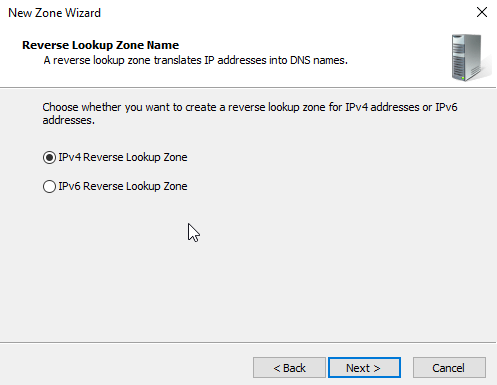 New Zone Wizard
Reverse Lookup Zone Name
A reverse lookup zone translates IP addresses into DNS names.
Choose whether you want to create a reverse lookup zone for IPv4 addresses or IPv6
addresses.
IPv4 Reverse Lookup Zone
IPv6 Reverse Lookup Zone
< Back
Next >
Cancel